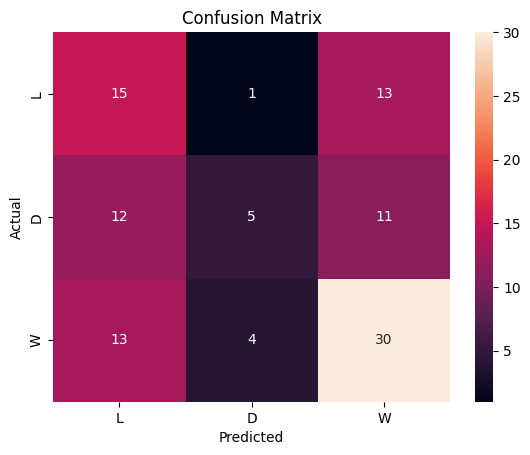 Confusion Matrix
L 15 1 13
D 12 5 11
W 13 4 30
L D W
Predicted
Actual
30
25
20
15
10
5